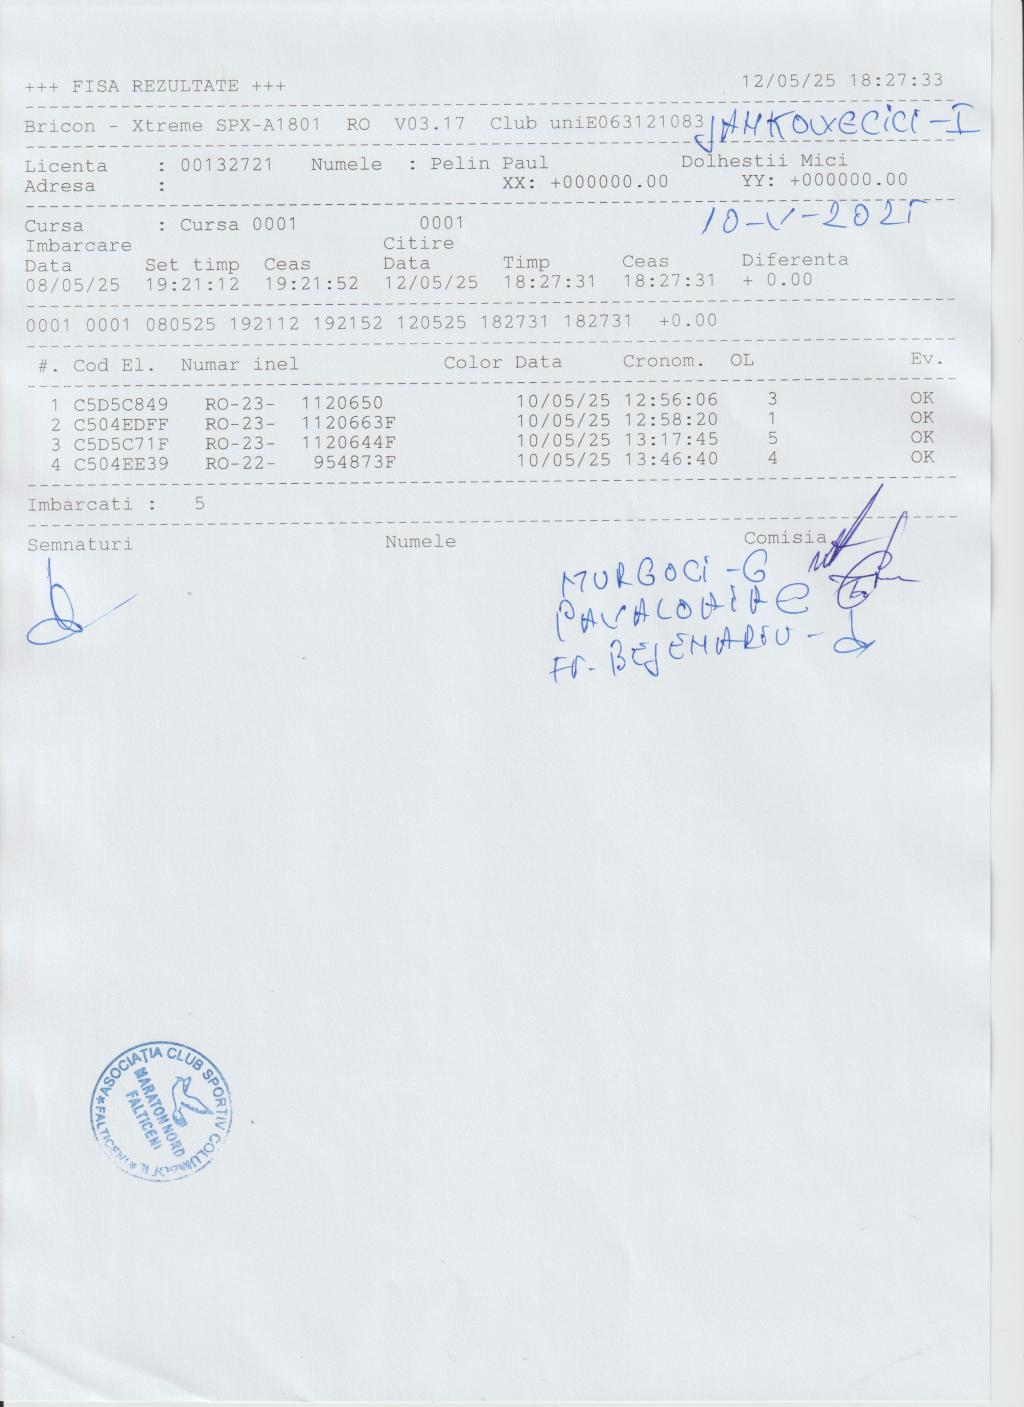 +++ FISA REZULTATE +++ 12/05/25 18:27:33
Bricon - Xtreme SPX-A1801 RO V03.17 Club uniE063121083 JANKOVECICI-I
Licenta : 00132721 Numele : Pelin Paul Dolhestii Mici
Adresa : XX: +000000.00 YY: +000000.00
10-V-2025
Cursa : Cursa 0001 0001
Imbarcare Citire
Data Set timp Ceas Data Timp Ceas Diferenta
08/05/25 19:21:12 19:21:52 12/05/25 18:27:31 18:27:31 + 0.00
0001 0001 080525 192112 192152 120525 182731 182731 +0.00
#. Cod El. Numar inel Color Data Cronom. OL Ev.
1 C5D5C849 RO-23- 1120650 10/05/25 12:56:06 3 OK
2 C504EDFF RO-23- 1120663F 10/05/25 12:58:20 1 OK
3 C5D5C71F RO-23- 1120644F 10/05/25 13:17:45 5 OK
4 C504EE39 RO-22- 954873F 10/05/25 13:46:40 4 OK
Imbarcati : 5
Semnaturi Numele Comisia
MURGOCI-G
PAVALOAIA C
BEJENARIU-
*ASOCIAȚIA CLUB SPORTIV COLUMBOFIL*FALTICENI
MARATON NORD
FALTICENI